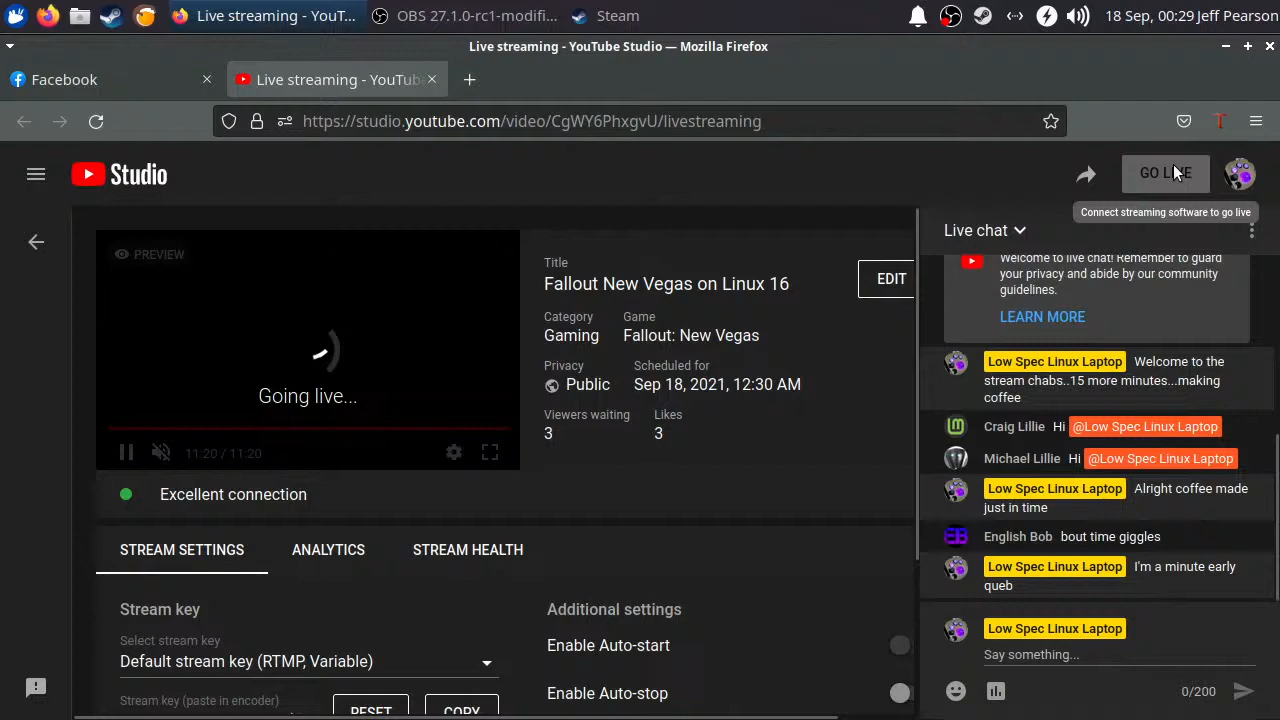 Live streaming - YouT...
OBS 27.1.0-rc1-modifi...
Steam
18 Sep, 00:29
Jeff Pearson
Live streaming - YouTube Studio — Mozilla Firefox
Facebook
Live streaming - YouTub
https://studio.youtube.com/video/CgWY6PhxgvU/livestreaming
Studio
GO LIVE
Connect streaming software to go live
PREVIEW
Going live...
11:20 / 11:20
Title
Fallout New Vegas on Linux 16
EDIT
Category
Game
Gaming
Fallout: New Vegas
Privacy
Scheduled for
Public
Sep 18, 2021, 12:30 AM
Viewers waiting
Likes
3
3
Excellent connection
STREAM SETTINGS
ANALYTICS
STREAM HEALTH
Stream key
Select stream key
Default stream key (RTMP, Variable)
Stream key (paste in encoder)
RESET
COPY
Additional settings
Enable Auto-start
Enable Auto-stop
Live chat
Welcome to live chat! Remember to guard
your privacy and abide by our community
guidelines.
LEARN MORE
Low Spec Linux Laptop Welcome to the
stream chabs..15 more minutes...making
coffee
Craig Lillie Hi @Low Spec Linux Laptop
Michael Lillie Hi @Low Spec Linux Laptop
Low Spec Linux Laptop Alright coffee made
just in time
EB
English Bob bout time giggles
Low Spec Linux Laptop I'm a minute early
queb
Low Spec Linux Laptop
Say something...
0/200